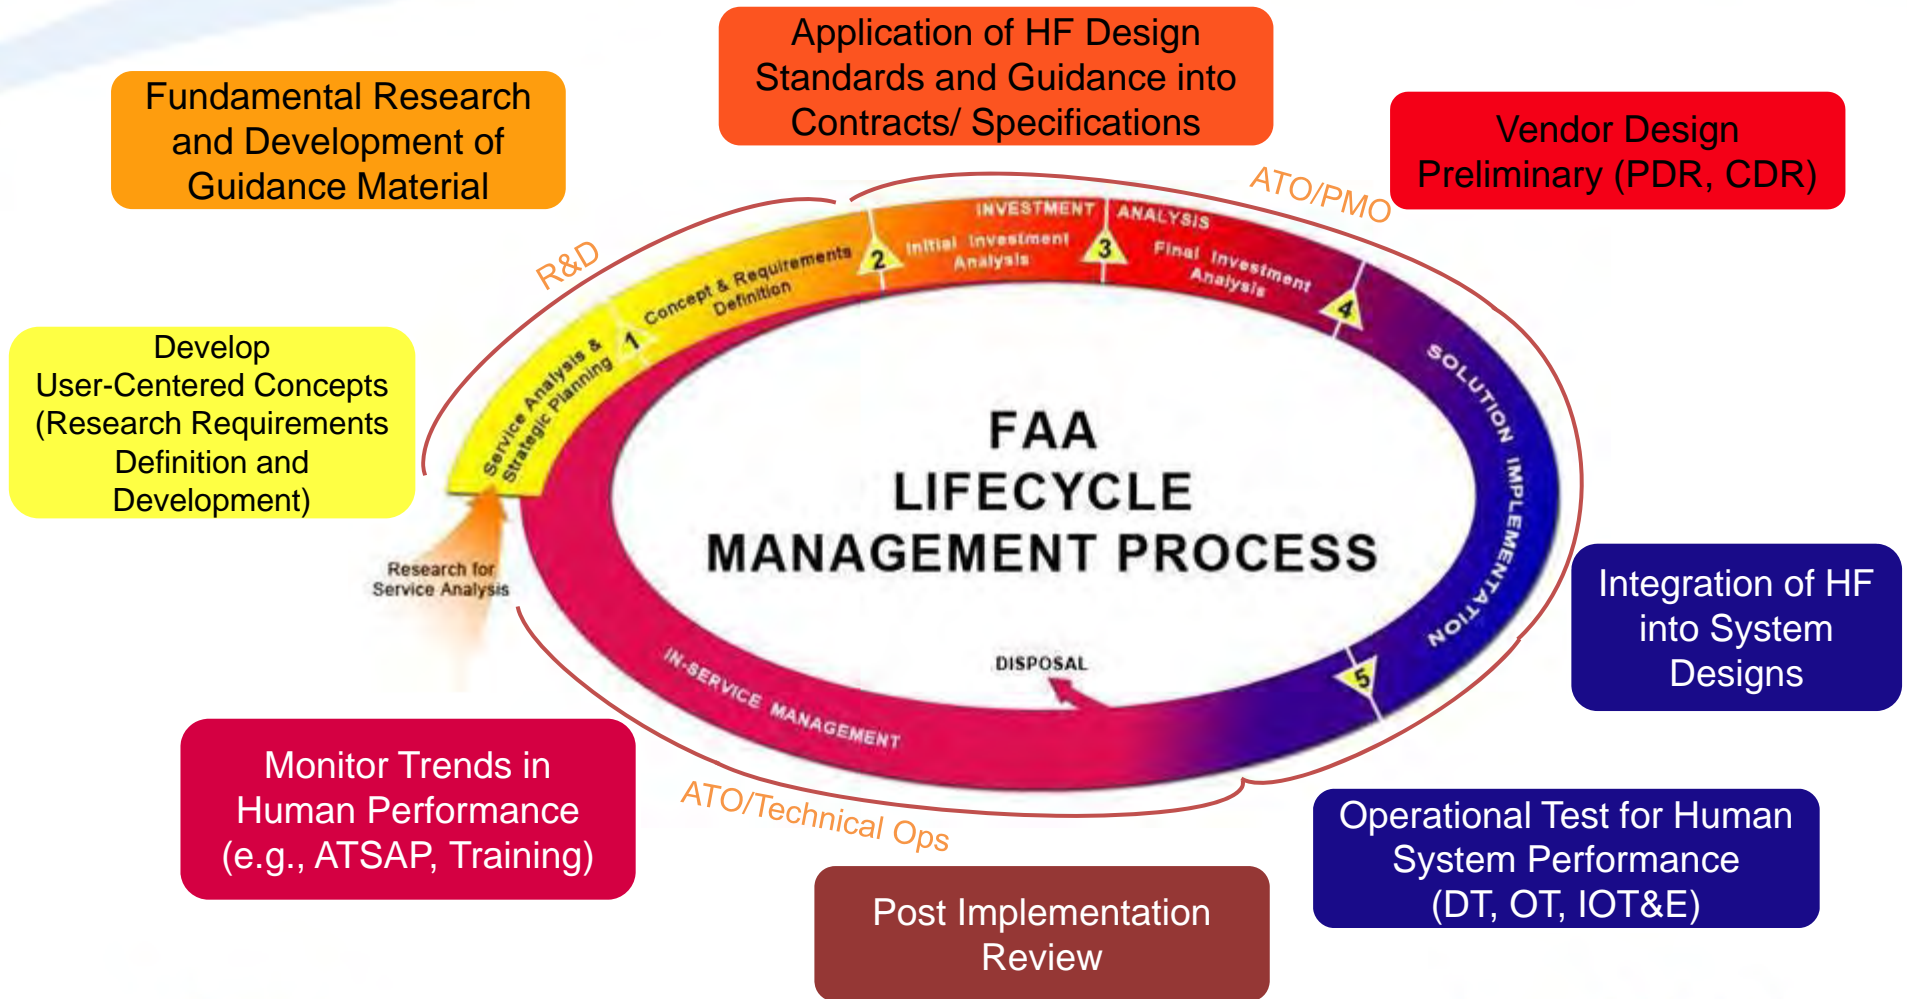 Application of HF Design
Standards and Guidance into
Contracts/ Specifications
Fundamental Research
and Development of
Guidance Material
Vendor Design
Preliminary (PDR, CDR)
ATO/PMO
R&D
INVESTMENT ANALYSIS
Initial Investment
Analysis
Final Investment
Analysis
Concept & Requirements
Definition
Service Analysis &
Strategic Planning
1
2
3
4
5
SOLUTION IMPLEMENTATION
Develop
User-Centered Concepts
(Research Requirements
Definition and
Development)
FAA
LIFECYCLE
MANAGEMENT PROCESS
Research for
Service Analysis
Integration of HF
into System
Designs
DISPOSAL
IN-SERVICE MANAGEMENT
Monitor Trends in
Human Performance
(e.g., ATSAP, Training)
ATO/Technical Ops
Operational Test for Human
System Performance
(DT, OT, IOT&E)
Post Implementation
Review